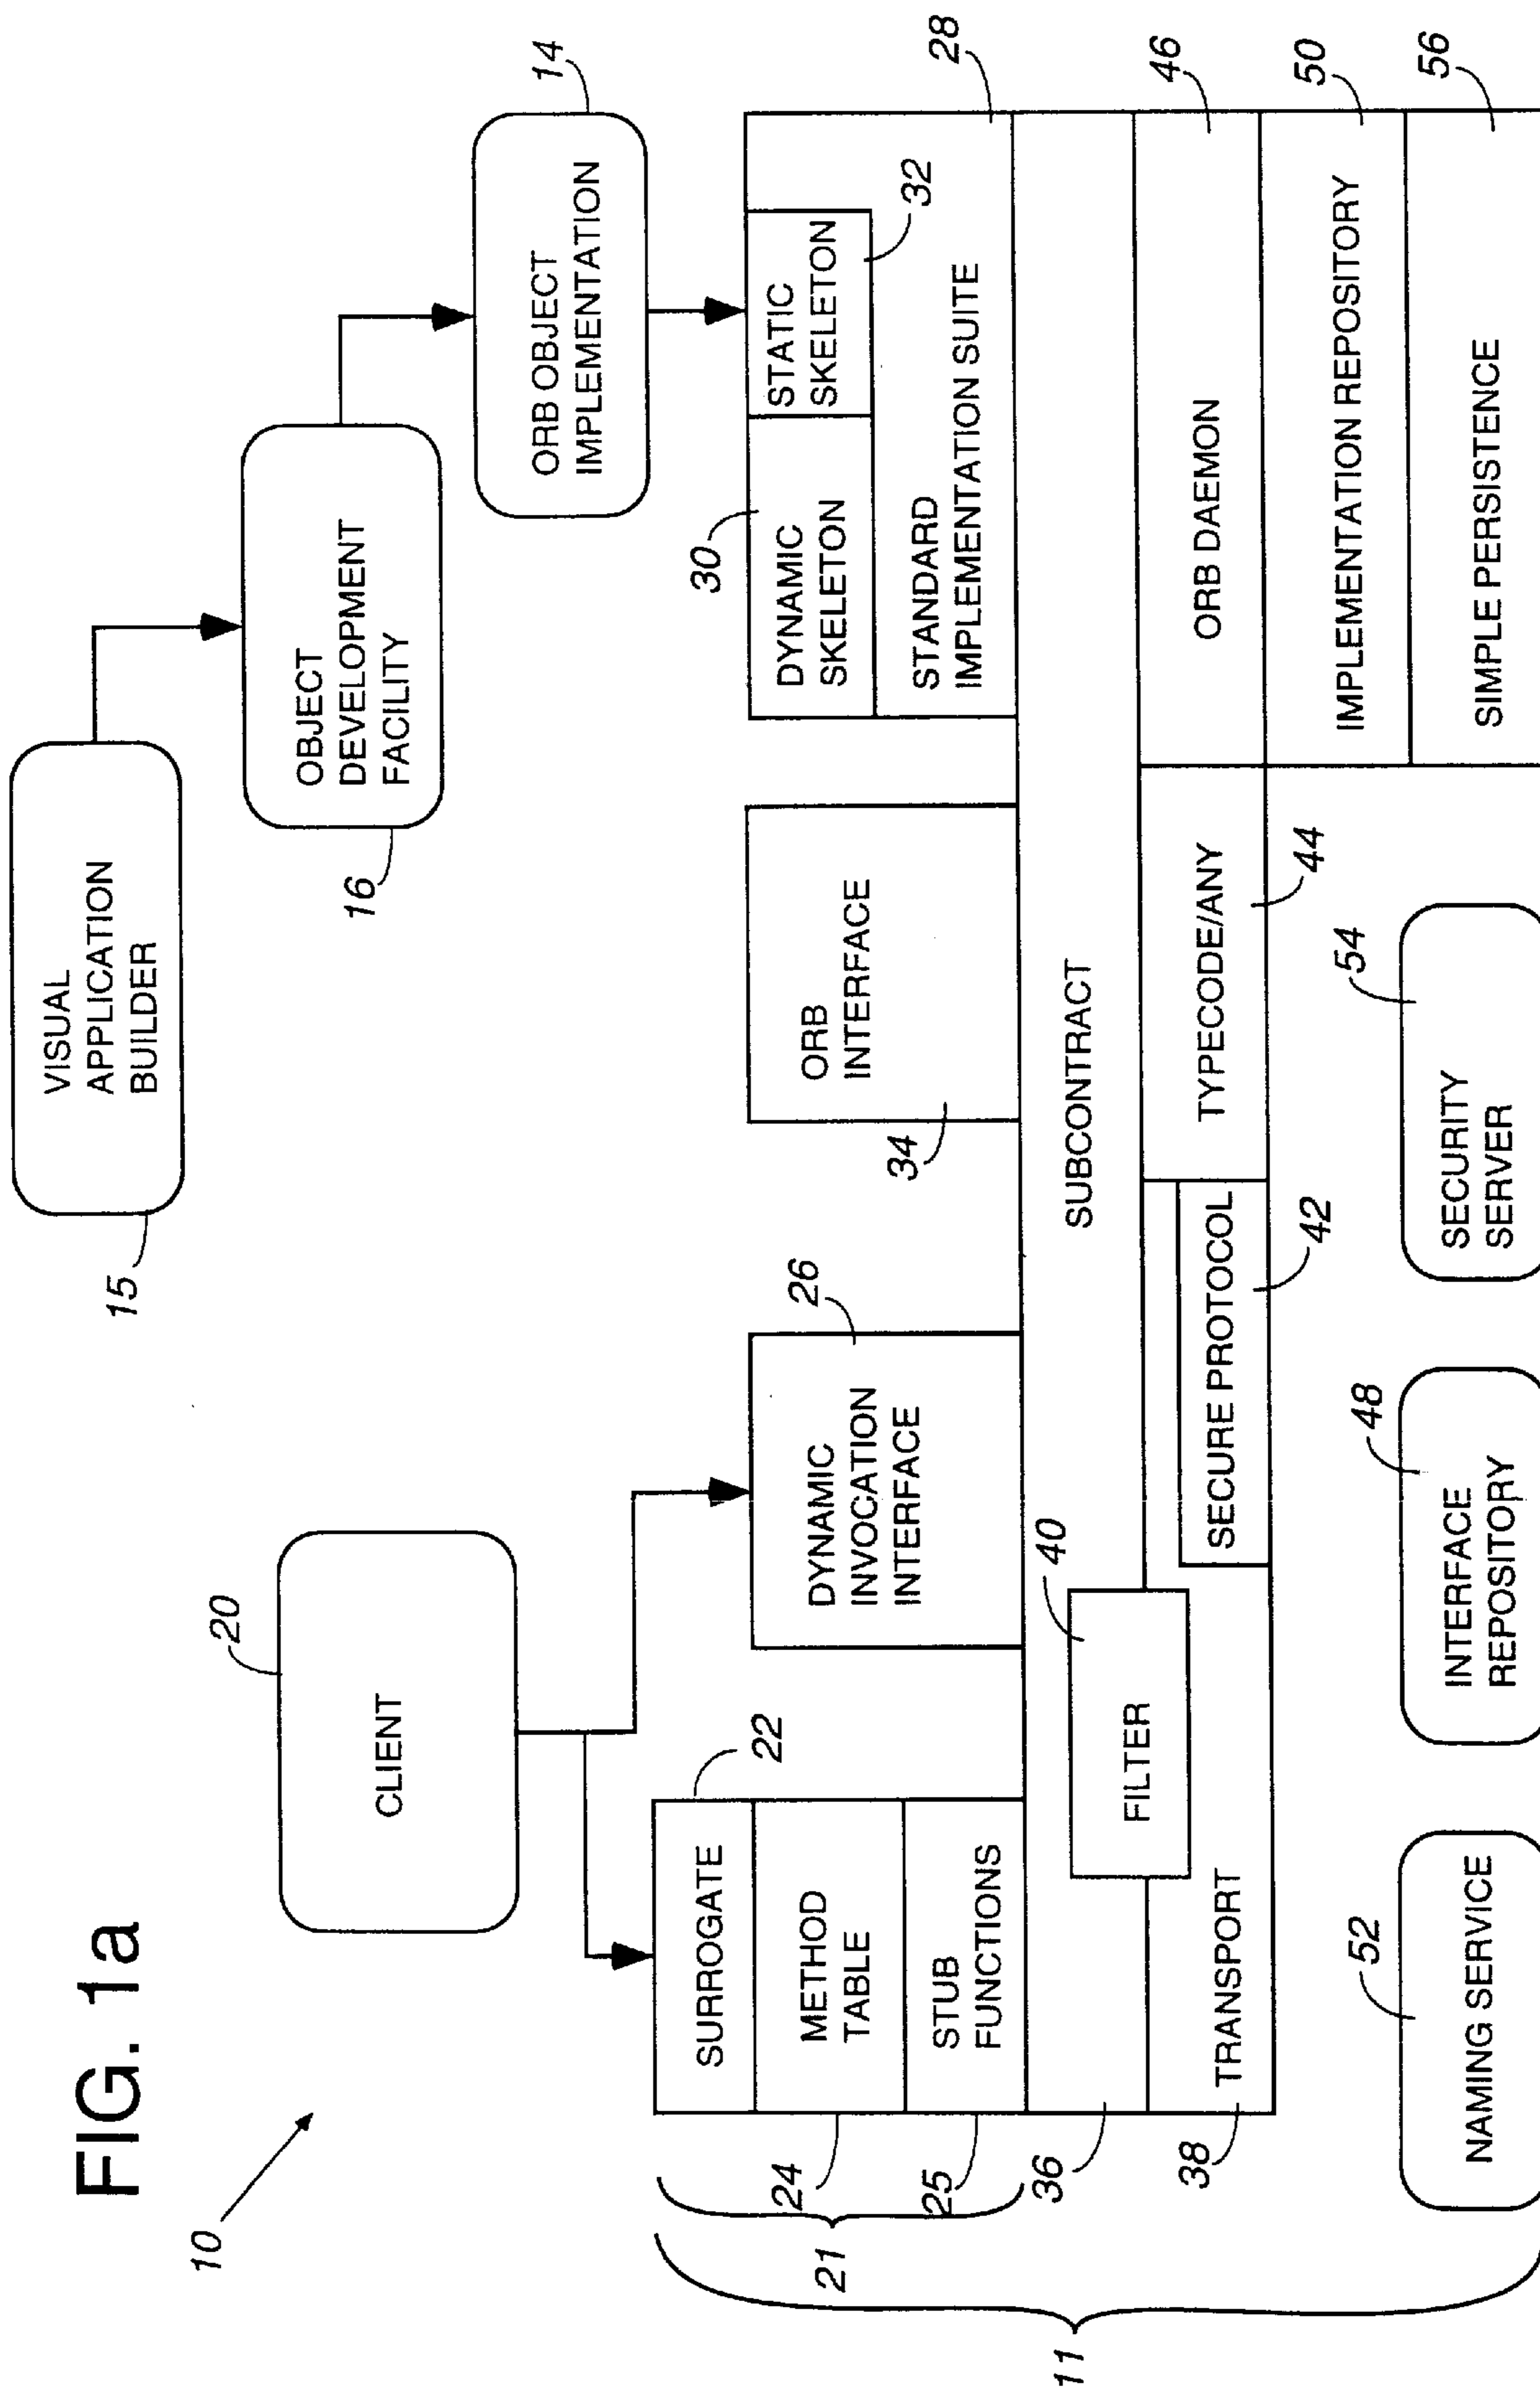 FIG. 1a
10
20
CLIENT
15
VISUAL
APPLICATION
BUILDER
16
OBJECT
DEVELOPMENT
FACILITY
14
ORB OBJECT
IMPLEMENTATION
22
SURROGATE
24
METHOD
TABLE
25
STUB
FUNCTIONS
21
11
26
DYNAMIC
INVOCATION
INTERFACE
34
ORB
INTERFACE
30
DYNAMIC
SKELETON
STATIC
SKELETON
32
STANDARD
IMPLEMENTATION SUITE
28
36
SUBCONTRACT
40
FILTER
38
TRANSPORT
SECURE PROTOCOL
42
TYPECODE/ANY
44
ORB DAEMON
46
IMPLEMENTATION REPOSITORY
50
SIMPLE PERSISTENCE
56
52
NAMING SERVICE
48
INTERFACE
REPOSITORY
54
SECURITY
SERVER